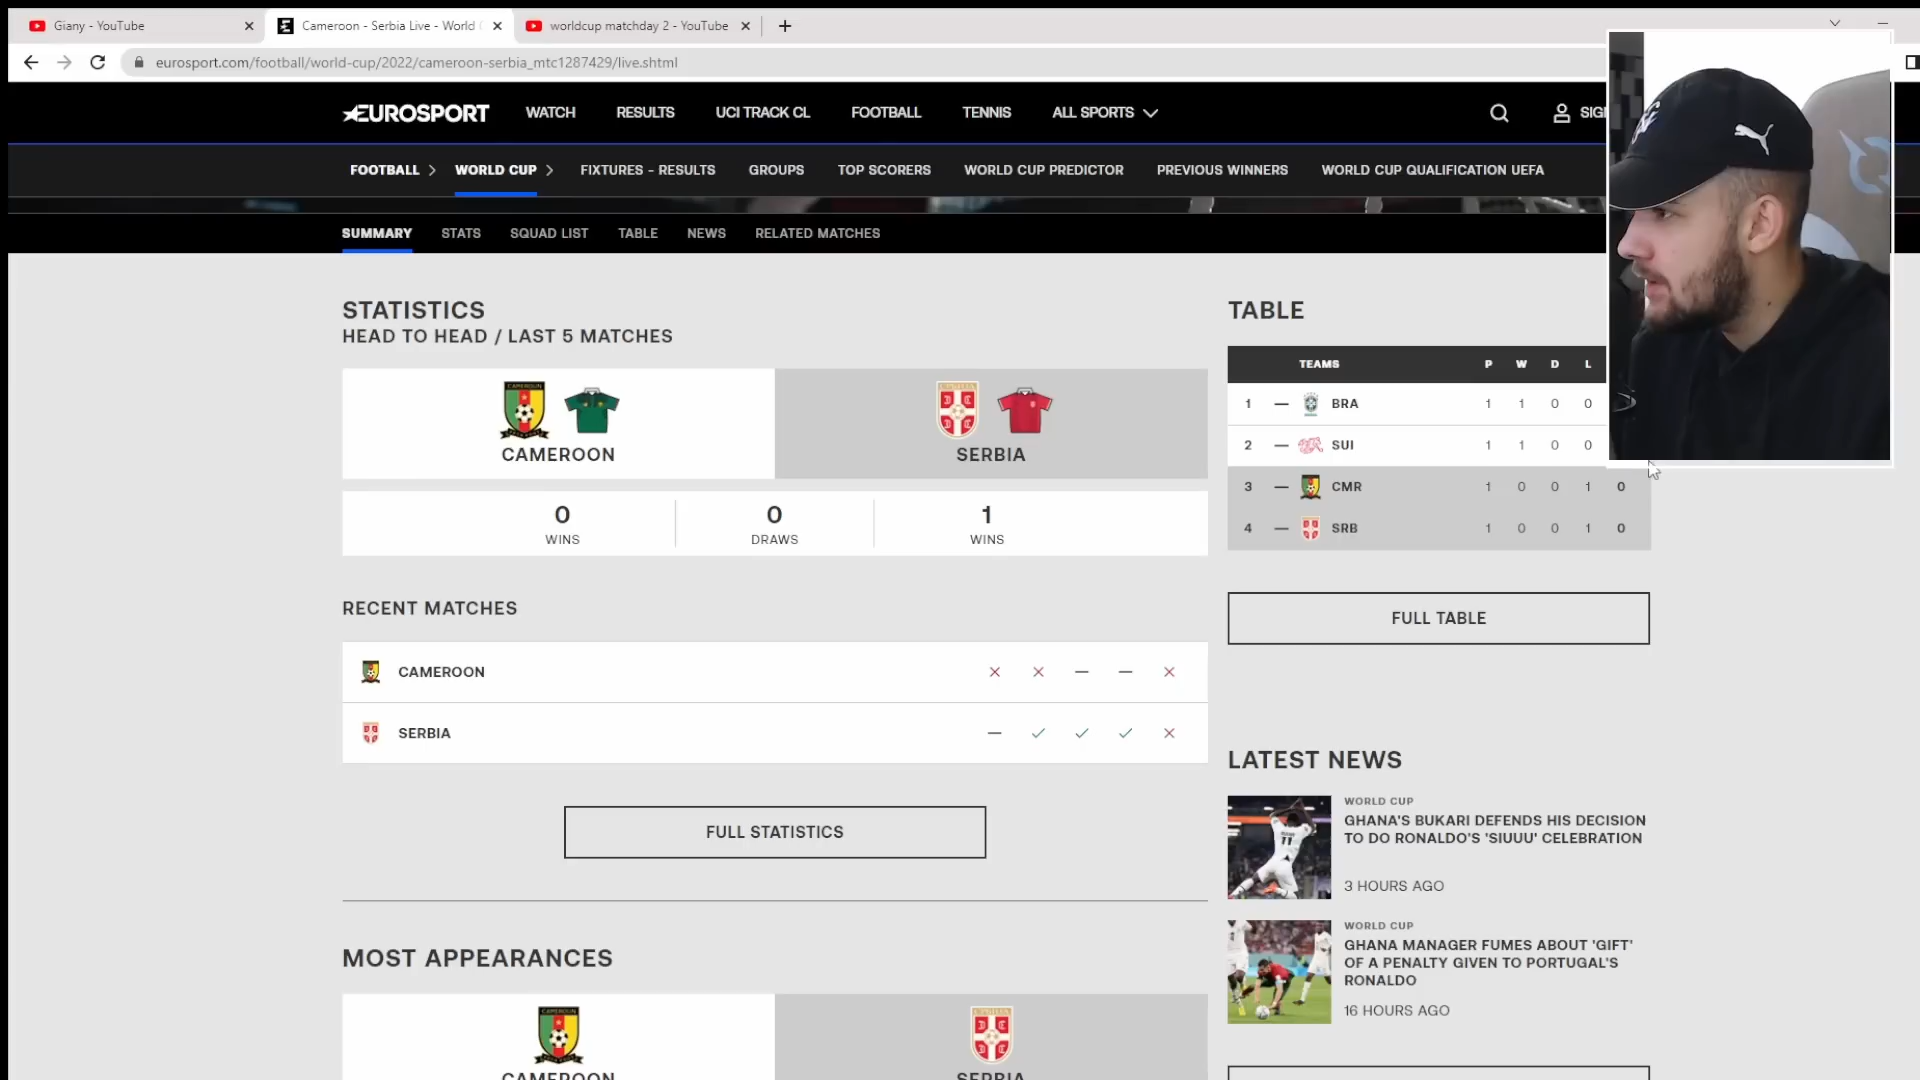 Giany - YouTube
Cameroon - Serbia Live - World
worldcup matchday 2 - YouTube
eurosport.com/football/world-cup/2022/cameroon-serbia_mtc1287429/live.shtml
EUROSPORT WATCH RESULTS UCI TRACK CL FOOTBALL TENNIS ALL SPORTS
FOOTBALL WORLD CUP FIXTURES - RESULTS GROUPS TOP SCORERS WORLD CUP PREDICTOR PREVIOUS WINNERS WORLD CUP QUALIFICATION UEFA
SUMMARY STATS SQUAD LIST TABLE NEWS RELATED MATCHES
STATISTICS
HEAD TO HEAD / LAST 5 MATCHES
CAMEROON SERBIA
0 0 1
WINS DRAWS WINS
RECENT MATCHES
CAMEROON
SERBIA
FULL STATISTICS
MOST APPEARANCES
CAMEROON SERBIA
TABLE
TEAMS P W D L
1 — BRA 1 1 0 0
2 — SUI 1 1 0 0
3 — CMR 1 0 0 1 0
4 — SRB 1 0 0 1 0
FULL TABLE
LATEST NEWS
WORLD CUP
GHANA'S BUKARI DEFENDS HIS DECISION
TO DO RONALDO'S 'SIUUU' CELEBRATION
3 HOURS AGO
WORLD CUP
GHANA MANAGER FUMES ABOUT 'GIFT'
OF A PENALTY GIVEN TO PORTUGAL'S
RONALDO
16 HOURS AGO